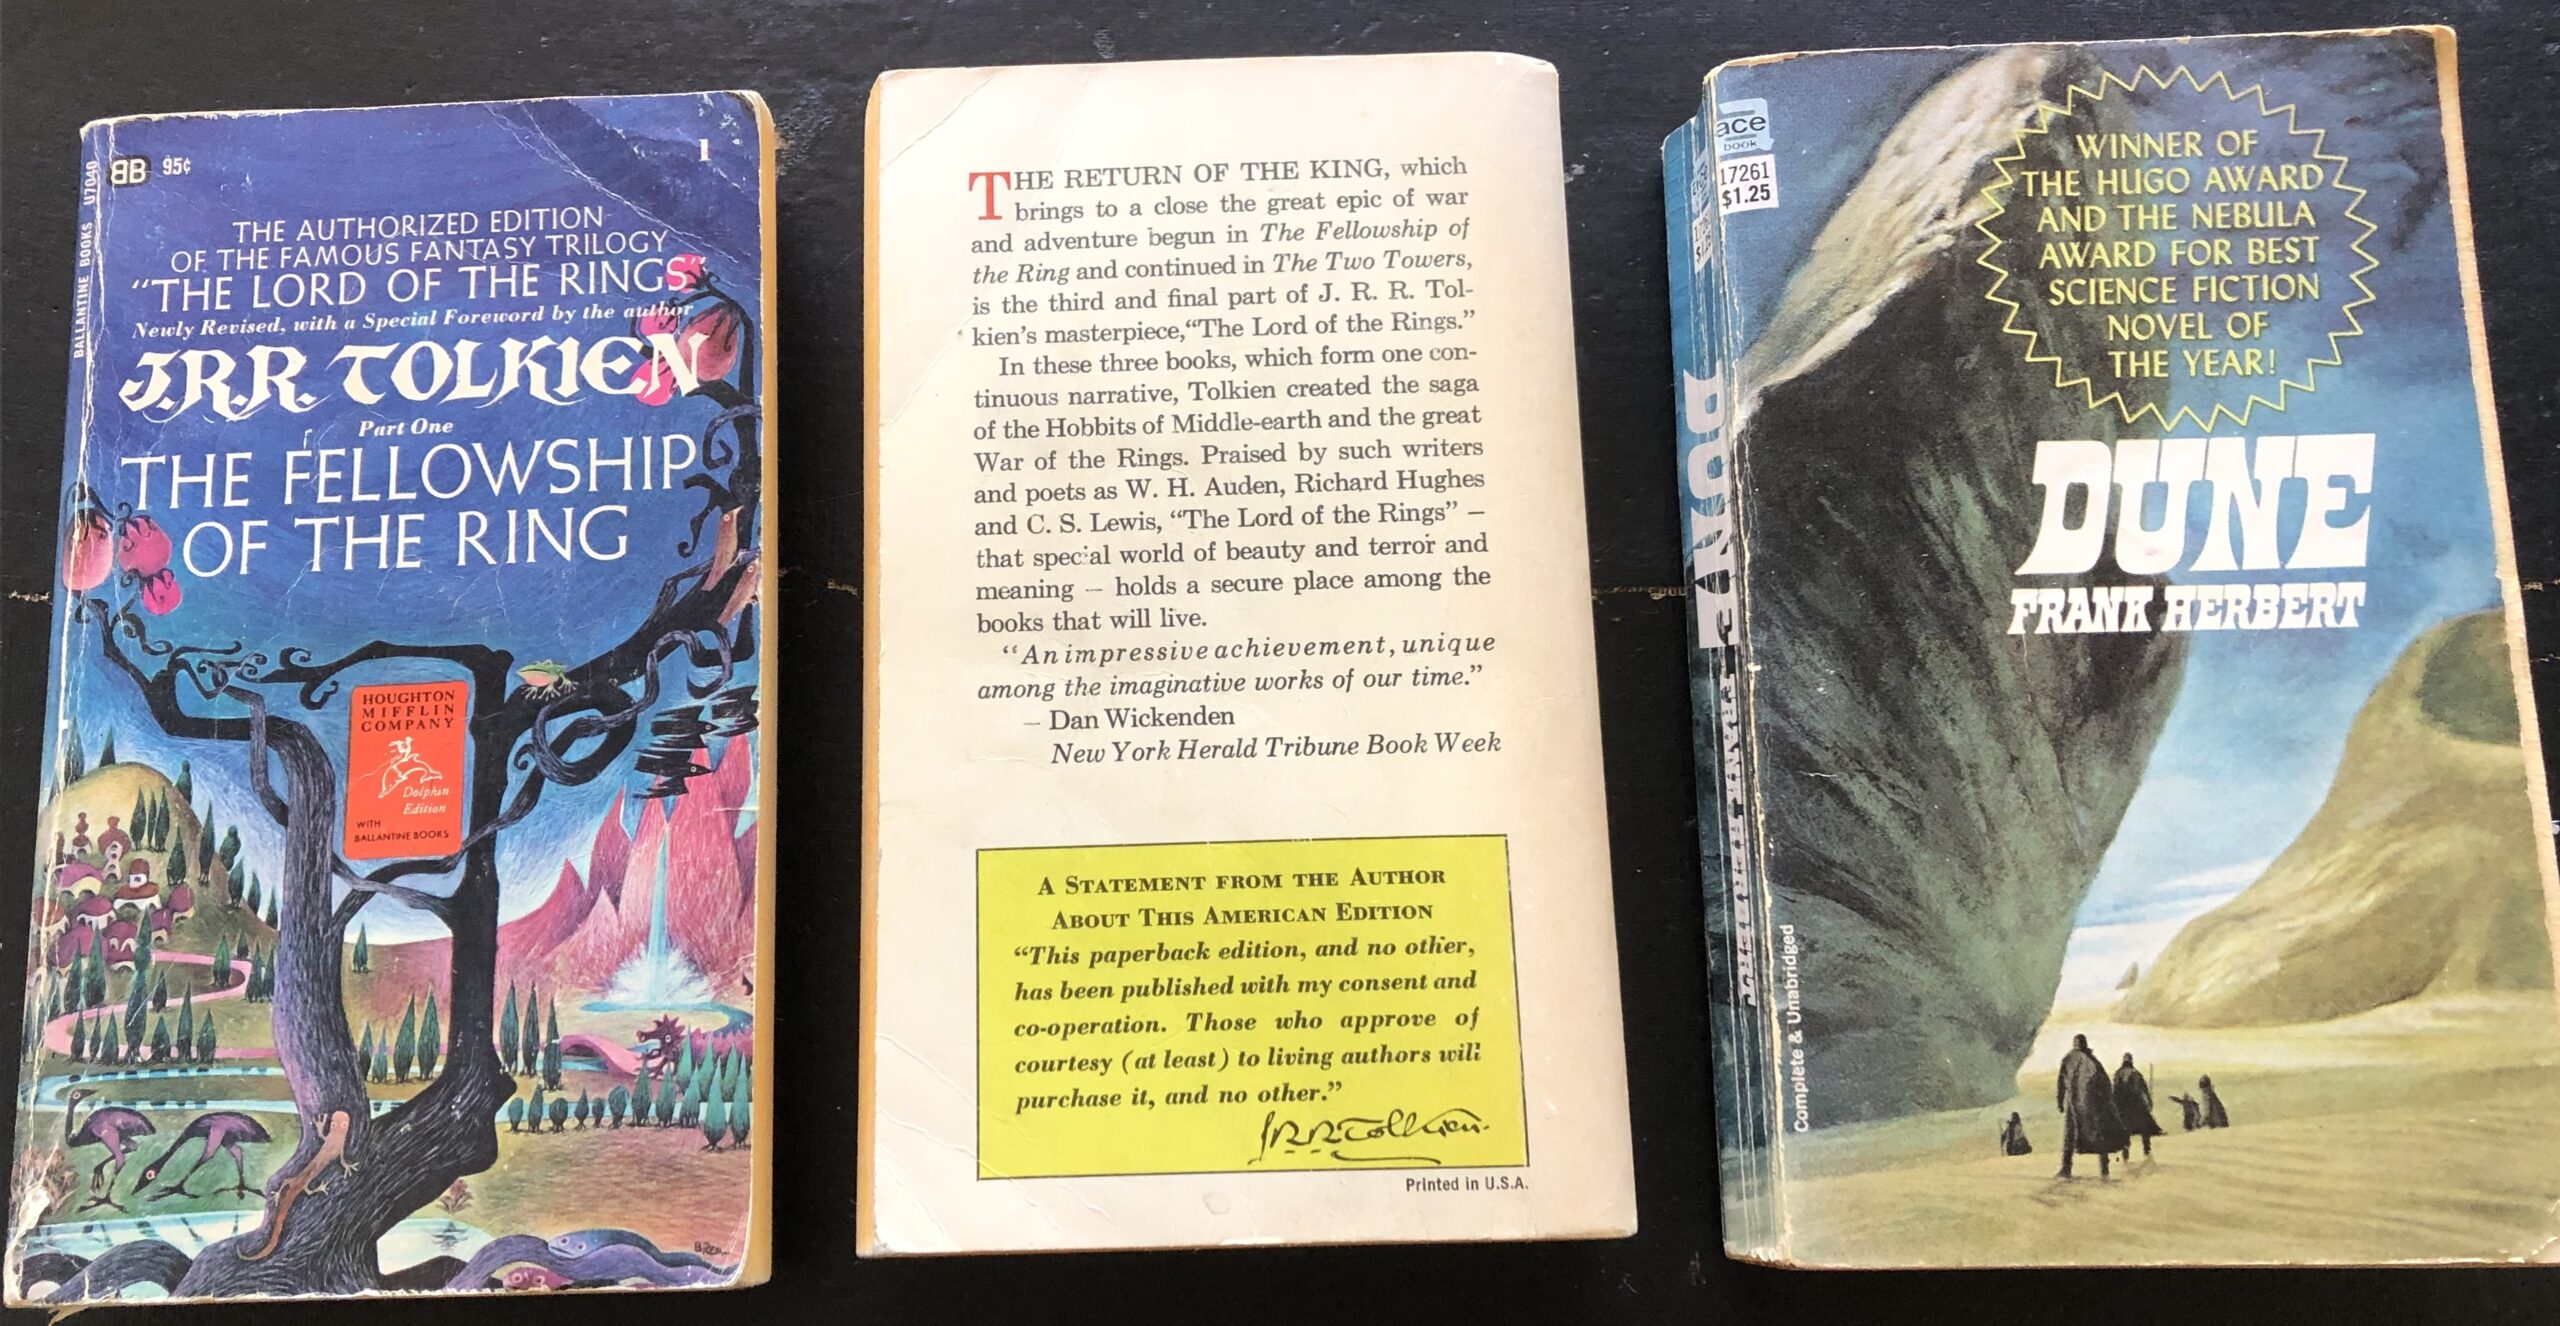 BALLANTINE BOOKS U7040
BB 95¢
1
THE AUTHORIZED EDITION
OF THE FAMOUS FANTASY TRILOGY
"THE LORD OF THE RINGS"
Newly Revised, with a Special Foreword by the author
J.R.R. TOLKIEN
Part One
THE FELLOWSHIP
OF THE RING
HOUGHTON
MIFFLIN
COMPANY
Dolphin
Edition
WITH
BALLANTINE BOOKS
THE RETURN OF THE KING, which
brings to a close the great epic of war
and adventure begun in The Fellowship of
the Ring and continued in The Two Towers,
is the third and final part of J. R. R. Tol-
kien's masterpiece, "The Lord of the Rings."
In these three books, which form one con-
tinuous narrative, Tolkien created the saga
of the Hobbits of Middle-earth and the great
War of the Rings. Praised by such writers
and poets as W. H. Auden, Richard Hughes
and C. S. Lewis, "The Lord of the Rings" —
that special world of beauty and terror and
meaning — holds a secure place among the
books that will live.
"An impressive achievement, unique
among the imaginative works of our time."
— Dan Wickenden
New York Herald Tribune Book Week
A STATEMENT FROM THE AUTHOR
ABOUT THIS AMERICAN EDITION
"This paperback edition, and no other,
has been published with my consent and
co-operation. Those who approve of
courtesy (at least) to living authors will
purchase it, and no other."
J.R.R. Tolkien.
Printed in U.S.A.
ace
book
17261
$1.25
DUNE
FRANK HERBERT
WINNER OF
THE HUGO AWARD
AND THE NEBULA
AWARD FOR BEST
SCIENCE FICTION
NOVEL OF
THE YEAR!
DUNE
FRANK HERBERT
Complete & Unabridged